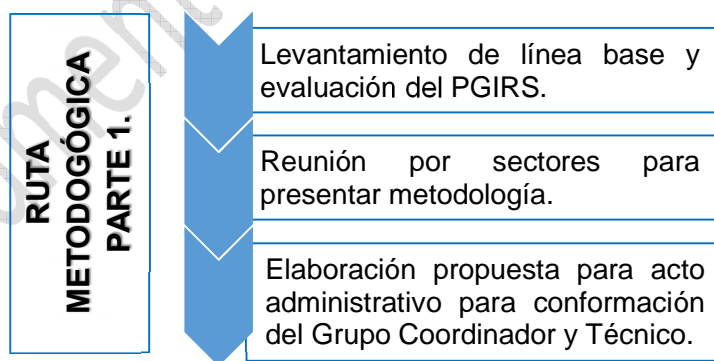 RUTA
METODOGÓGICA
PARTE 1.
Levantamiento de línea base y
evaluación del PGIRS.
Reunión por sectores para
presentar metodología.
Elaboración propuesta para acto
administrativo para conformación
del Grupo Coordinador y Técnico.